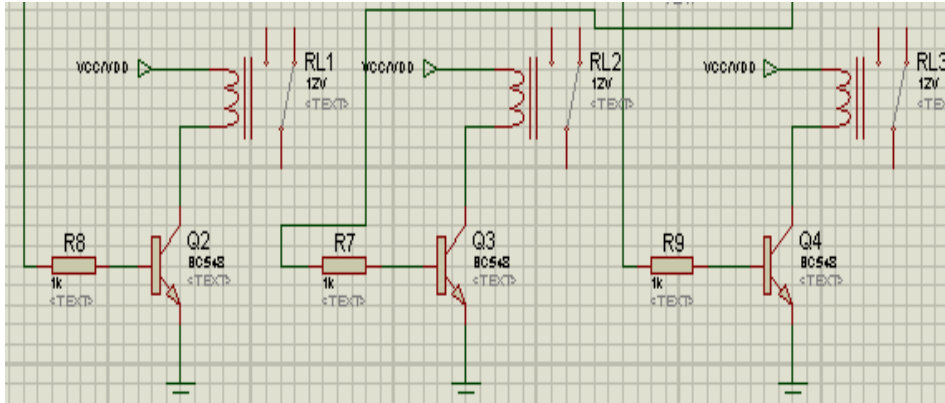 <TEXT>
VCC/VDD
RL1
12V
<TEXT>
VCC/VDD
RL2
12V
<TEXT>
VCC/VDD
RL3
12V
<TEXT>
R8
1k
<TEXT>
Q2
BC548
<TEXT>
R7
1k
<TEXT>
Q3
BC548
<TEXT>
R9
1k
<TEXT>
Q4
BC548
<TEXT>